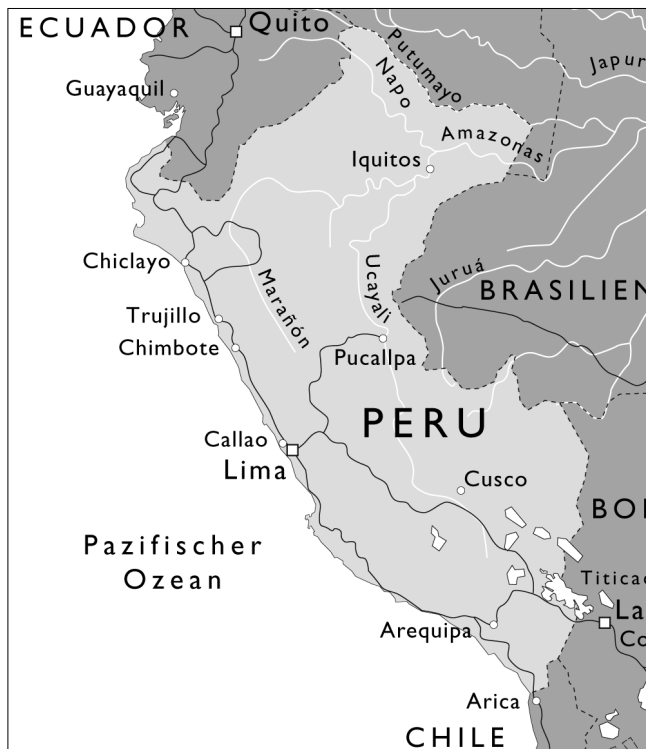 ECUADOR
Quito
Putumayo
Japur
Guayaquil
Napo
Amazonas
Iquitos
Chiclayo
Marañón
Ucayali
Juruá
BRASILIEN
Trujillo
Chimbote
Pucallpa
PERU
Callao
Lima
Cusco
BOL
Pazifischer
Ozean
Titicac
La
Co
Arequipa
Arica
CHILE